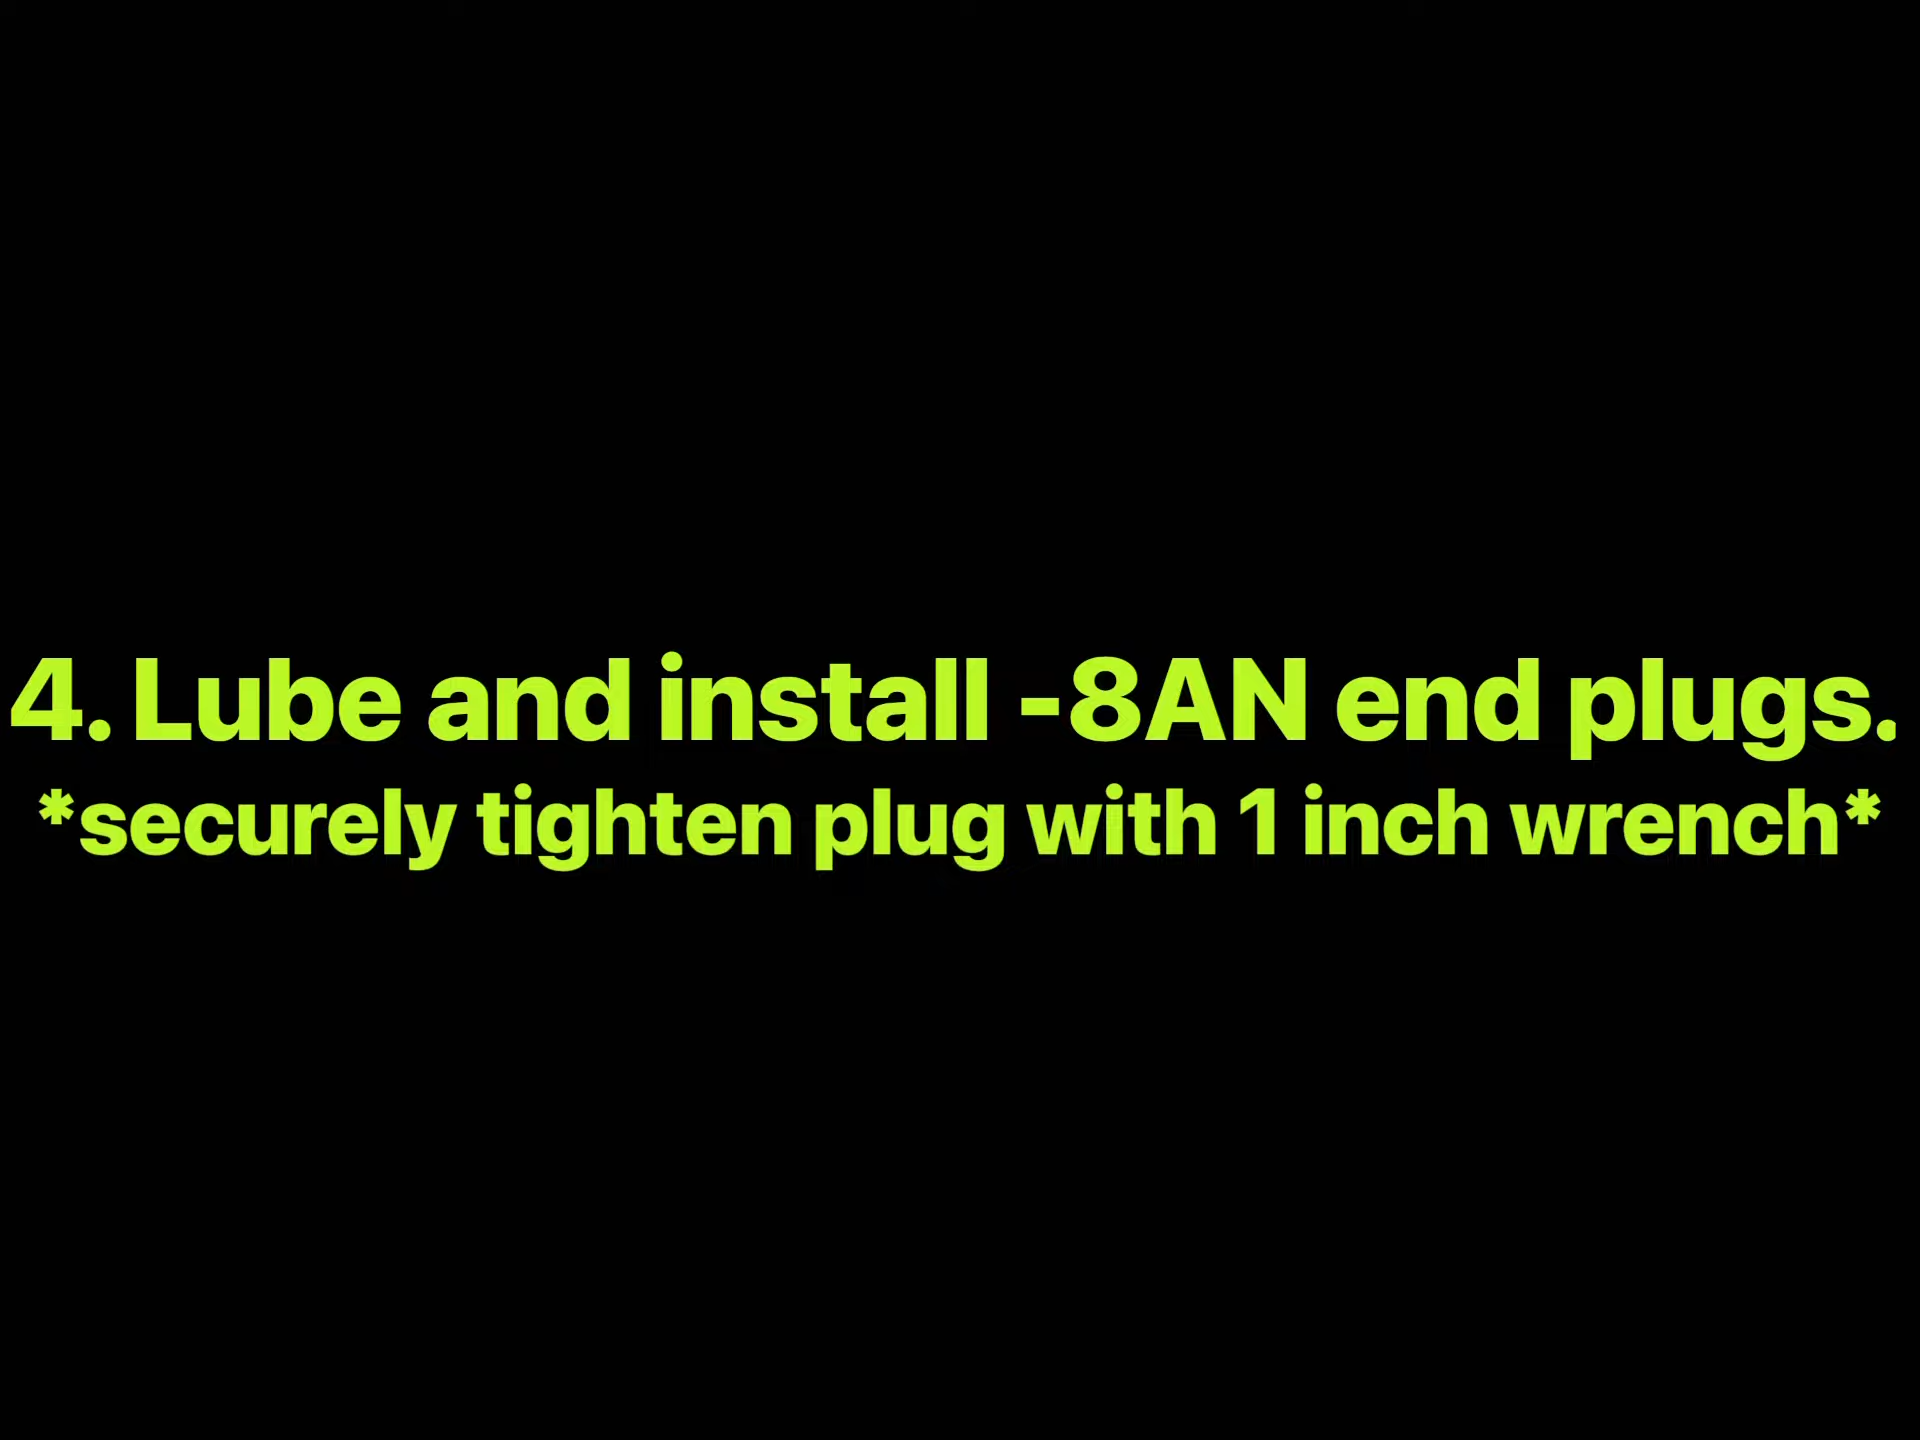 4. Lube and install -8AN end plugs.
*securely tighten plug with 1 inch wrench*